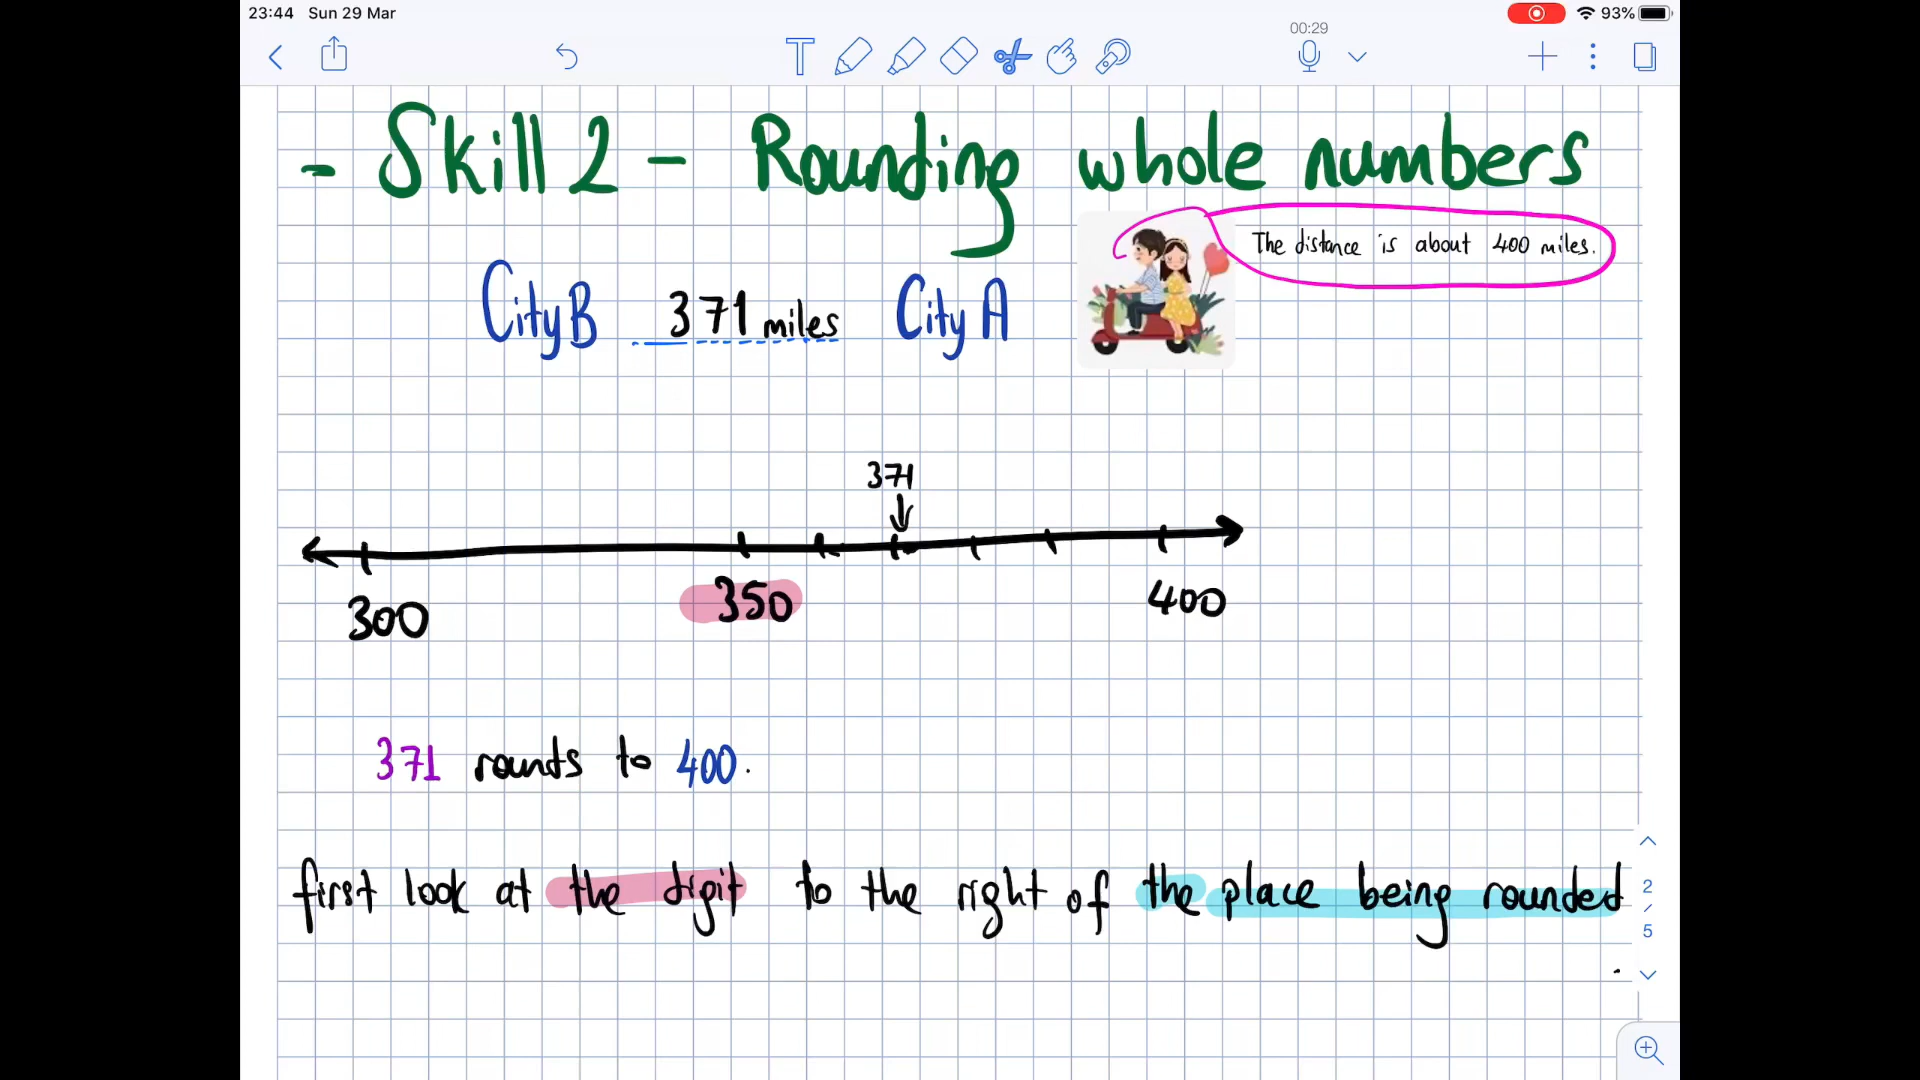 23:44 Sun 29 Mar
93%
00:29
T
- Skill 2 - Rounding whole numbers
The distance is about 400 miles.
City B 371 miles City A
371
300 350 400
371 rounds to 400.
first look at the digit to the right of the place being rounded
.
2
/
5